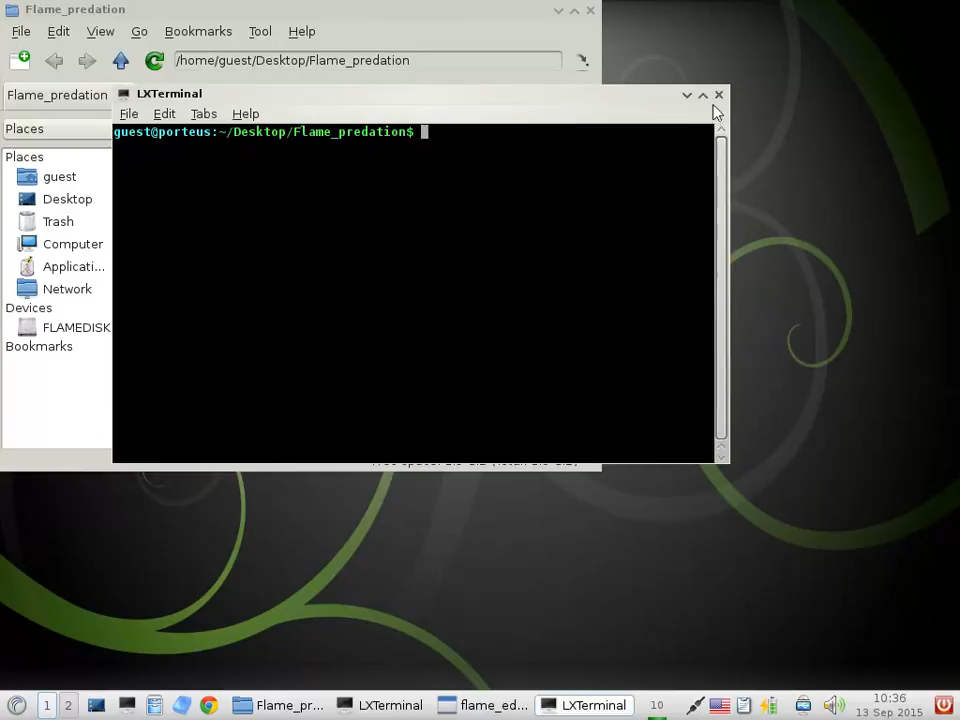 Flame_predation
File Edit View Go Bookmarks Tool Help
/home/guest/Desktop/Flame_predation
Flame_predation
LXTerminal
File Edit Tabs Help
guest@porteus:~/Desktop/Flame_predation$
Places
Places
guest
Desktop
Trash
Computer
Applicati...
Network
Devices
FLAMEDISK
Bookmarks
1 2 Flame_pr... LXTerminal flame_ed... LXTerminal 10
10:36
13 Sep 2015